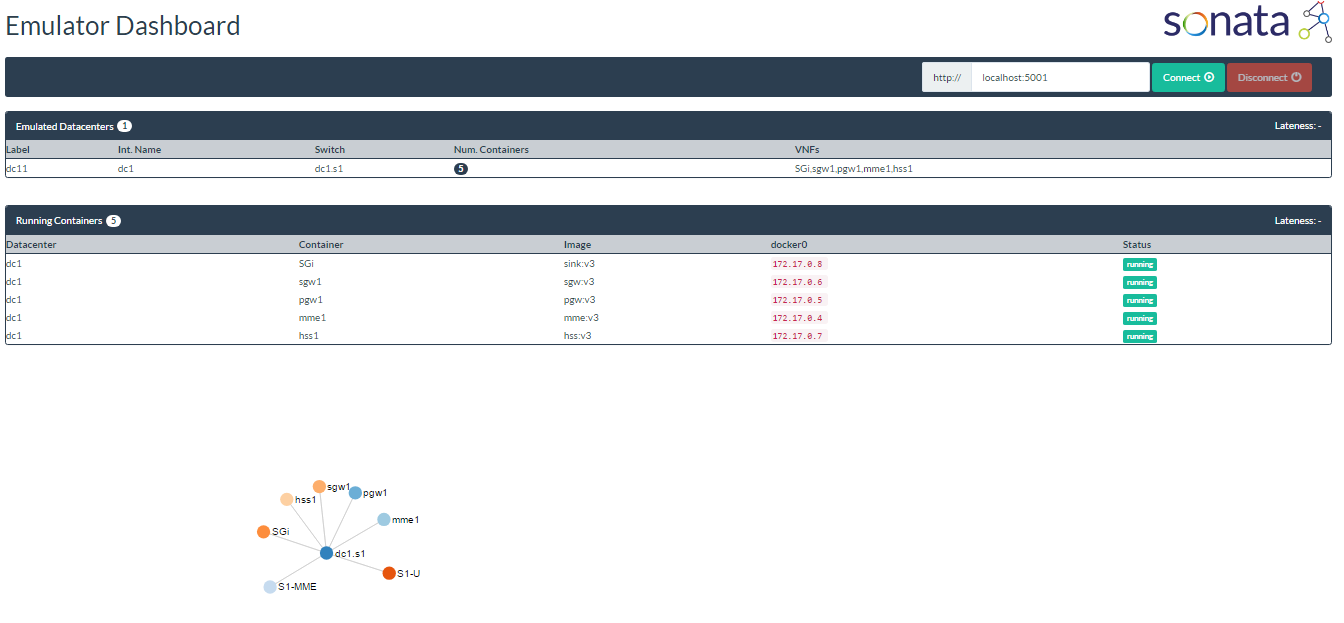 Emulator Dashboard
sonata
http:// localhost:5001 Connect Disconnect
Emulated Datacenters 1 Lateness: -
Label Int. Name Switch Num. Containers VNFs
dc11 dc1 dc1.s1 5 SGi,sgw1,pgw1,mme1,hss1
Running Containers 5 Lateness: -
Datacenter Container Image docker0 Status
dc1 SGi sink:v3 172.17.0.8 running
dc1 sgw1 sgw:v3 172.17.0.6 running
dc1 pgw1 pgw:v3 172.17.0.5 running
dc1 mme1 mme:v3 172.17.0.4 running
dc1 hss1 hss:v3 172.17.0.7 running
sgw1
pgw1
hss1
mme1
SGi
dc1.s1
S1-U
S1-MME